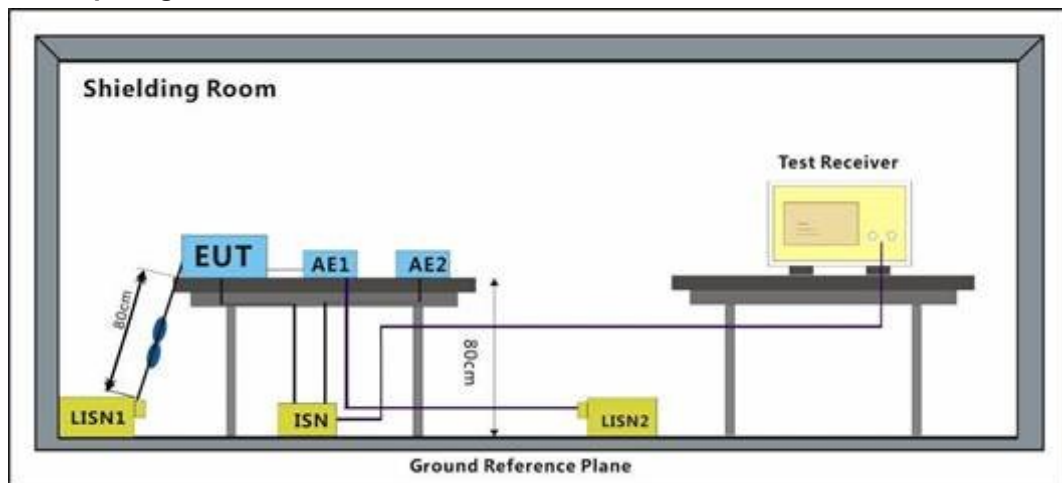 Shielding Room
Test Receiver
EUT
AE1
AE2
80cm
80cm
LISN1
ISN
LISN2
Ground Reference Plane